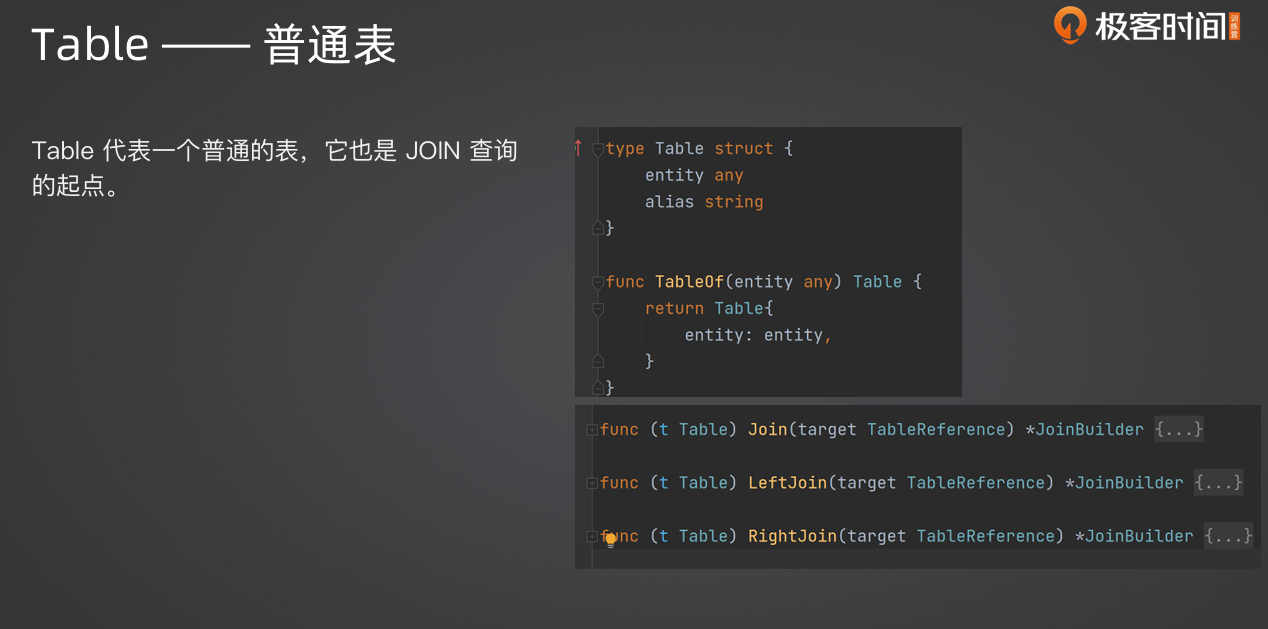 Table —— 普通表
极客时间
训练营
Table 代表一个普通的表，它也是 JOIN 查询
的起点。
type Table struct {
    entity any
    alias string
}
func TableOf(entity any) Table {
    return Table{
        entity: entity,
    }
}
func (t Table) Join(target TableReference) *JoinBuilder {...}
func (t Table) LeftJoin(target TableReference) *JoinBuilder {...}
func (t Table) RightJoin(target TableReference) *JoinBuilder {...}